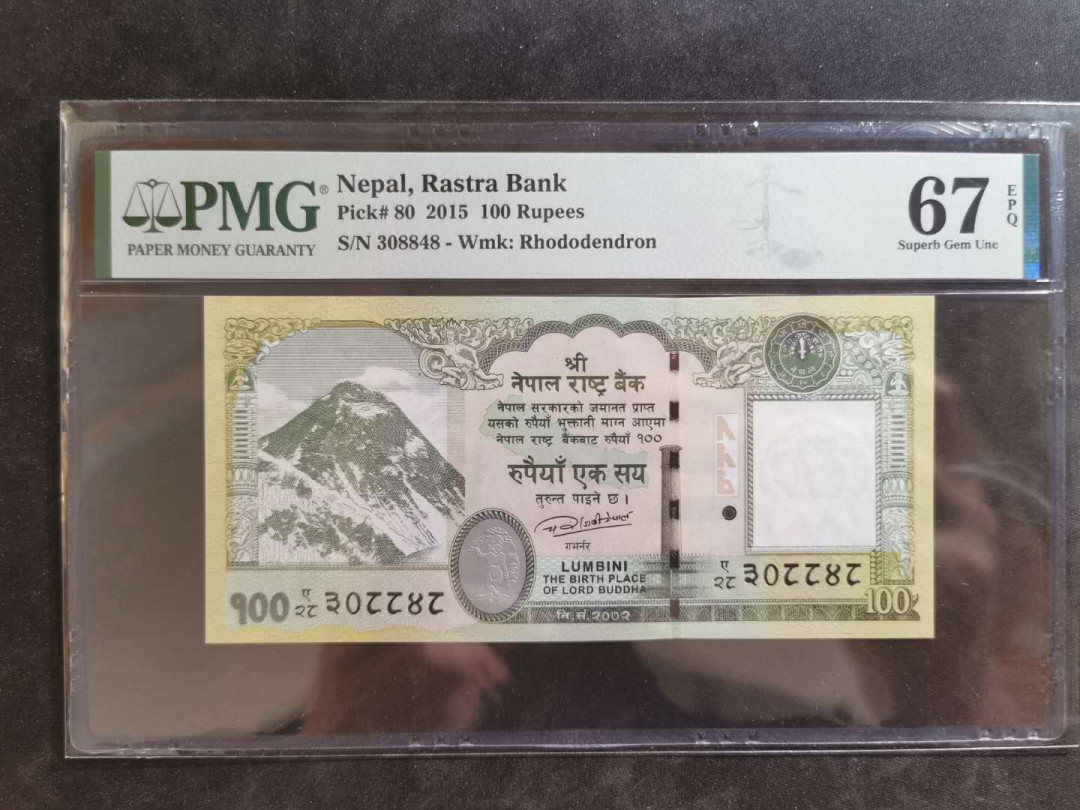 PMG®
PAPER MONEY GUARANTY
Nepal, Rastra Bank
Pick# 80 2015 100 Rupees
S/N 308848 - Wmk: Rhododendron
67
EPQ
Superb Gem Unc
श्री
नेपाल राष्ट्र बैंक
नेपाल सरकारको जमानत प्राप्त
यसको रुपैयाँ भुक्तानी माग्न आएमा
नेपाल राष्ट्र बैंकबाट रुपैयाँ १००
रुपैयाँ एक सय
तुरुन्त पाइने छ।
गभर्नर
LUMBINI
THE BIRTH PLACE
OF LORD BUDDHA
वि.सं.२०७२
१०० ए २८ ३०८८४८
ए २८ ३०८८४८
100